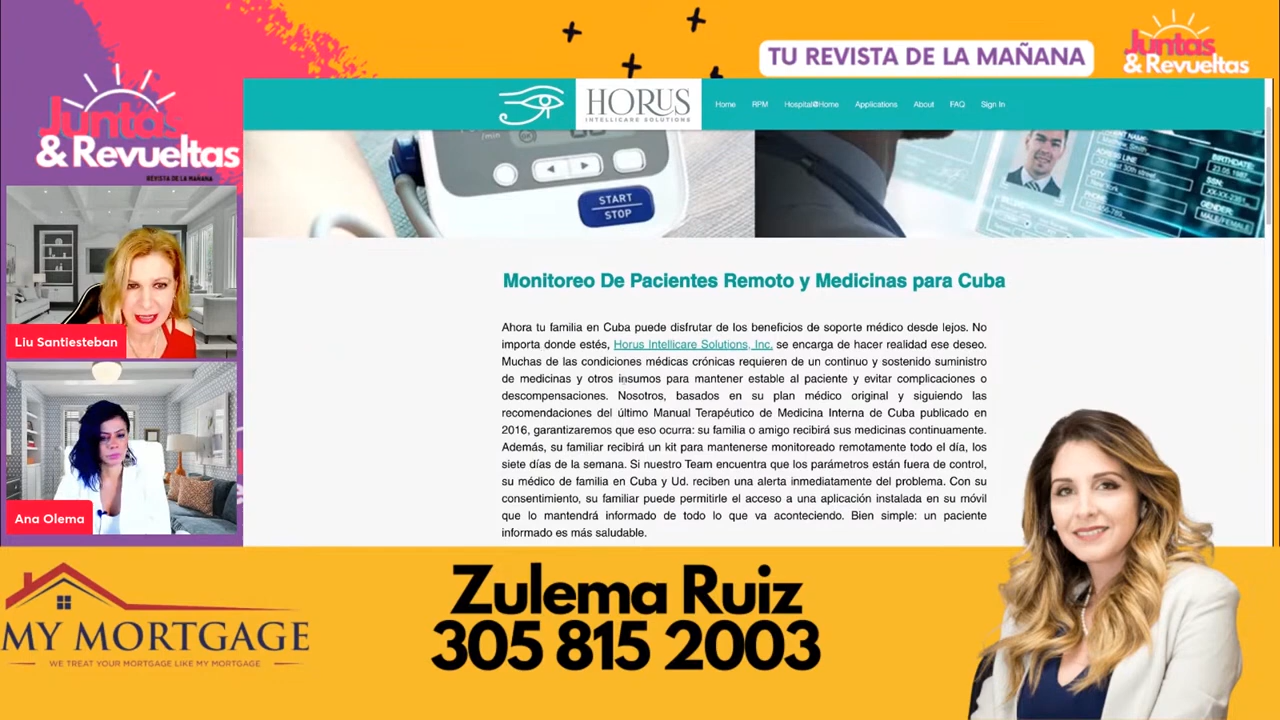 TU REVISTA DE LA MAÑANA
Juntas
& Revueltas
Juntas
& Revueltas
REVISTA DE LA MAÑANA
HORUS
INTELLICARE SOLUTIONS
Home RPM Hospital@Home Applications About FAQ Sign In
START
STOP
ADRESS LINE:
CITY
New York
SSN:
BIRTHDATE:
GENDER:
MALE/FEMALE
Monitoreo De Pacientes Remoto y Medicinas para Cuba
Ahora tu familia en Cuba puede disfrutar de los beneficios de soporte médico desde lejos. No
importa donde estés, Horus Intellicare Solutions, Inc. se encarga de hacer realidad ese deseo.
Muchas de las condiciones médicas crónicas requieren de un continuo y sostenido suministro
de medicinas y otros insumos para mantener estable al paciente y evitar complicaciones o
descompensaciones. Nosotros, basados en su plan médico original y siguiendo las
recomendaciones del último Manual Terapéutico de Medicina Interna de Cuba publicado en
2016, garantizaremos que eso ocurra: su familia o amigo recibirá sus medicinas continuamente.
Además, su familiar recibirá un kit para mantenerse monitoreado remotamente todo el día, los
siete días de la semana. Si nuestro Team encuentra que los parámetros están fuera de control,
su médico de familia en Cuba y Ud. reciben una alerta inmediatamente del problema. Con su
consentimiento, su familiar puede permitirle el acceso a una aplicación instalada en su móvil
que lo mantendrá informado de todo lo que va aconteciendo. Bien simple: un paciente
informado es más saludable.
Liu Santiesteban
Ana Olema
MY MORTGAGE
WE TREAT YOUR MORTGAGE LIKE MY MORTGAGE
Zulema Ruiz
305 815 2003